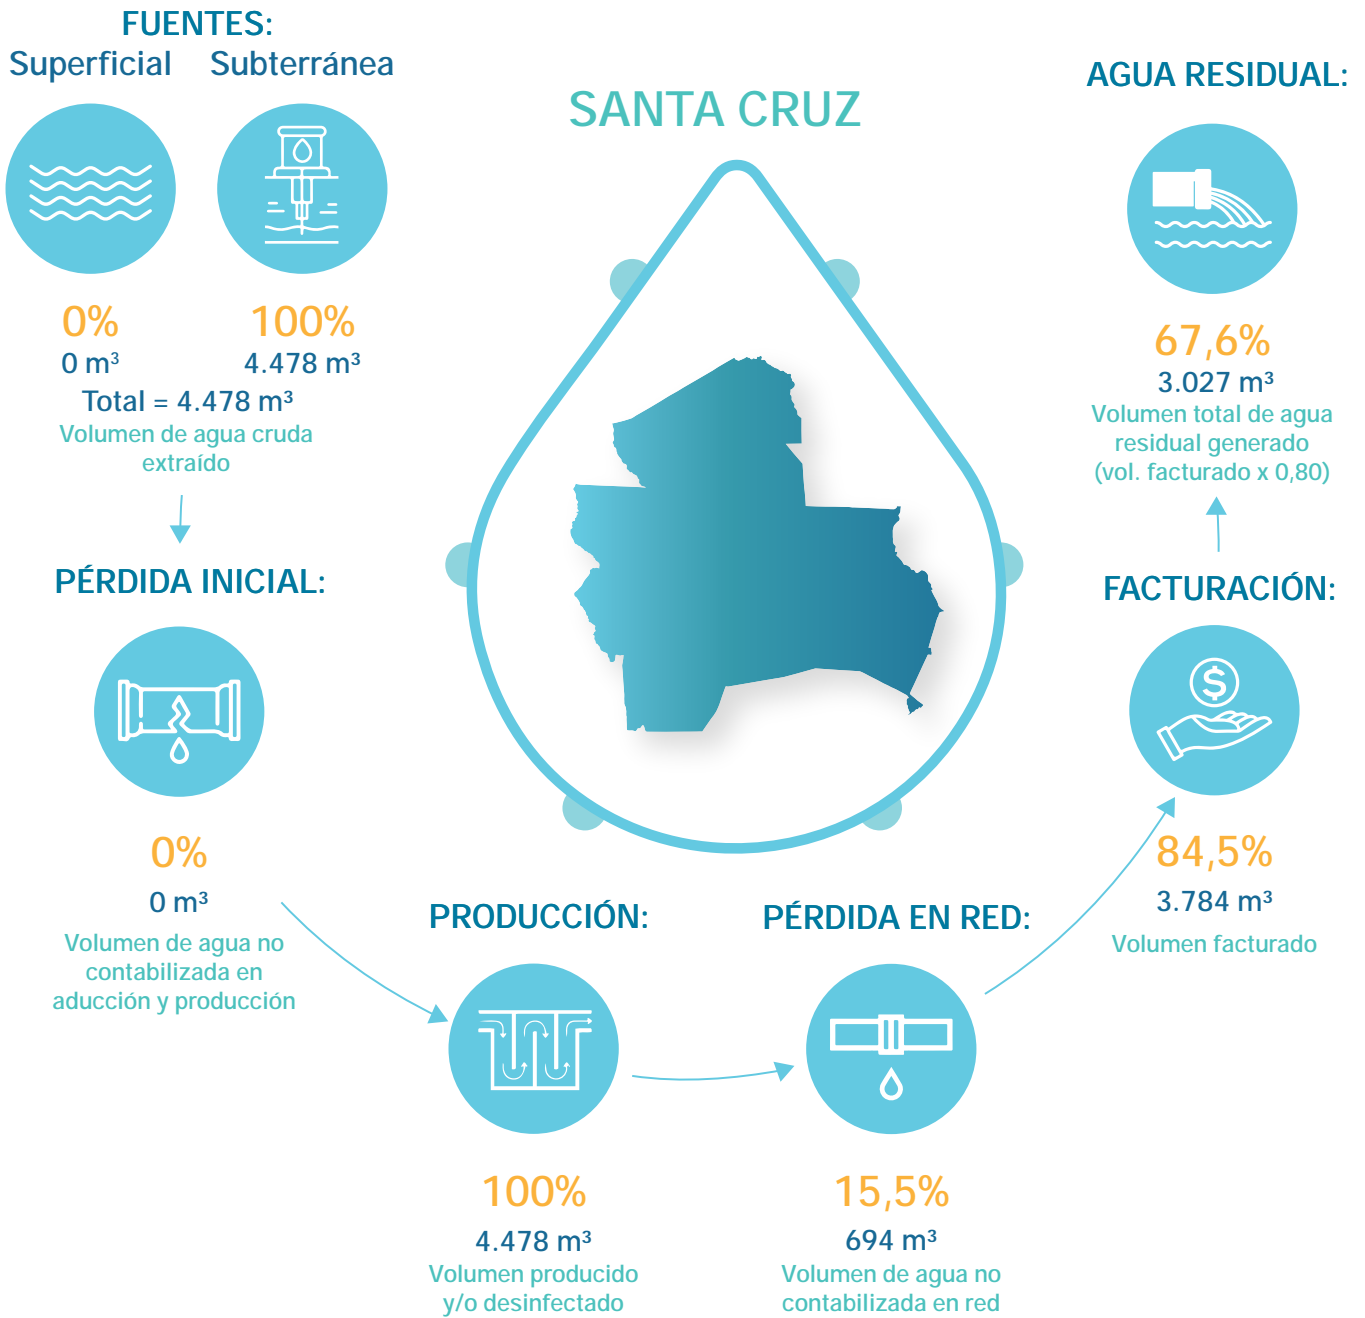 FUENTES:
Superficial
Subterránea
0%
0 m³
100%
4.478 m³
Total = 4.478 m³
Volumen de agua cruda
extraído
PÉRDIDA INICIAL:
0%
0 m³
Volumen de agua no
contabilizada en
aducción y producción
SANTA CRUZ
PRODUCCIÓN:
100%
4.478 m³
Volumen producido
y/o desinfectado
PÉRDIDA EN RED:
15,5%
694 m³
Volumen de agua no
contabilizada en red
FACTURACIÓN:
$
84,5%
3.784 m³
Volumen facturado
AGUA RESIDUAL:
67,6%
3.027 m³
Volumen total de agua
residual generado
(vol. facturado x 0,80)